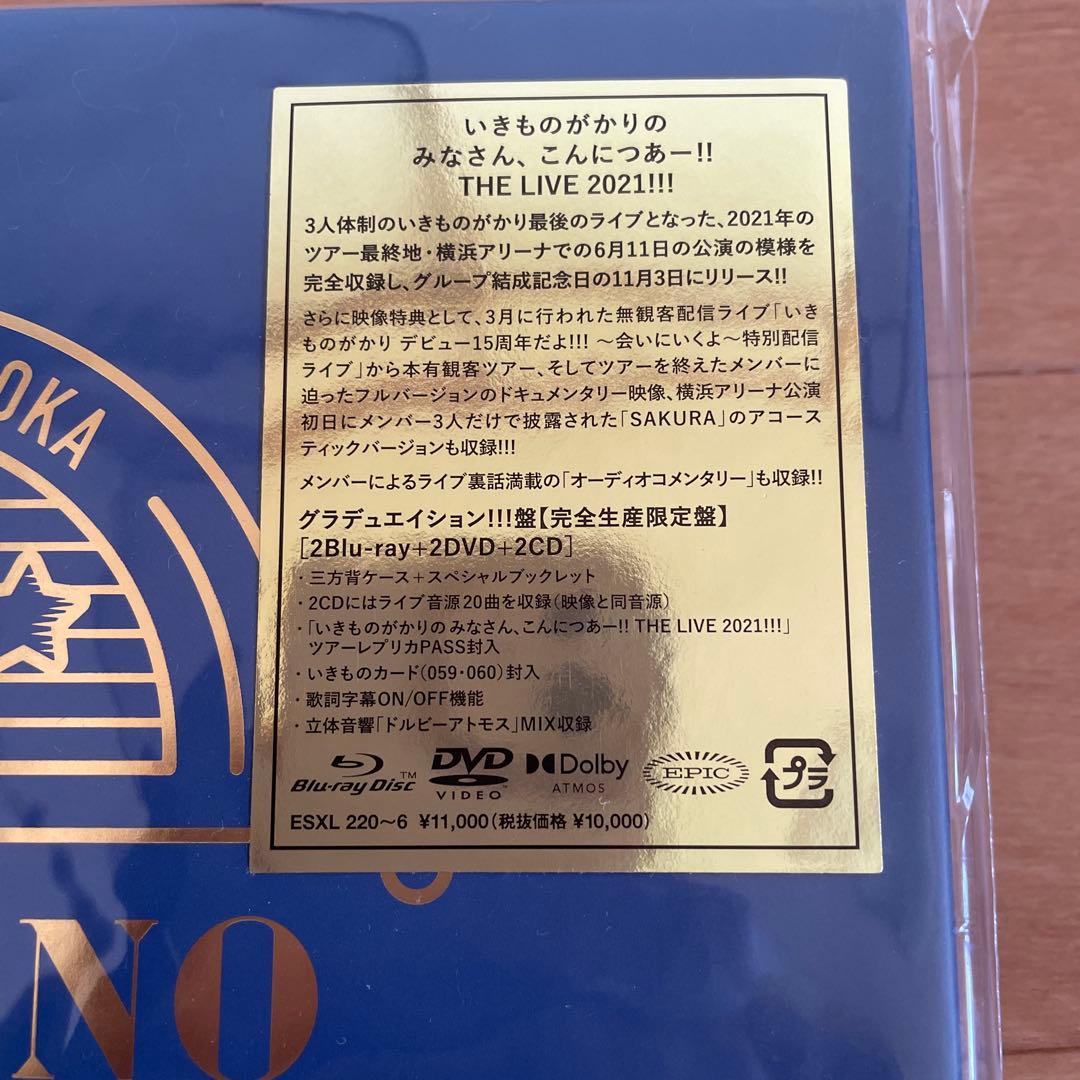 いきものがかりの
みなさん、こんにつあー!!
THE LIVE 2021!!!
3人体制のいきものがかり最後のライブとなった、2021年の
ツアー最終地・横浜アリーナでの6月11日の公演の模様を
完全収録し、グループ結成記念日の11月3日にリリース!!
さらに映像特典として、3月に行われた無観客配信ライブ「いき
ものがかり デビュー15周年だよ!!! ～会いにいくよ～特別配信
ライブ」から本有観客ツアー、そしてツアーを終えたメンバーに
迫ったフルバージョンのドキュメンタリー映像、横浜アリーナ公演
初日にメンバー3人だけで披露された「SAKURA」のアコース
ティックバージョンも収録!!!
メンバーによるライブ裏話満載の「オーディオコメンタリー」も収録!!
グラデュエイション!!!盤【完全生産限定盤】
[2Blu-ray+2DVD+2CD]
・三方背ケース+スペシャルブックレット
・2CDにはライブ音源20曲を収録(映像と同音源)
・「いきものがかりの みなさん、こんにつあー!! THE LIVE 2021!!!」
ツアーレプリカPASS封入
・いきものカード(059・060)封入
・歌詞字幕ON/OFF機能
・立体音響「ドルビーアトモス」MIX収録
Blu-ray Disc™ DVD VIDEO Dolby ATMOS EPIC プラ
ESXL 220～6 ¥11,000(税抜価格 ¥10,000)
OKA
NO